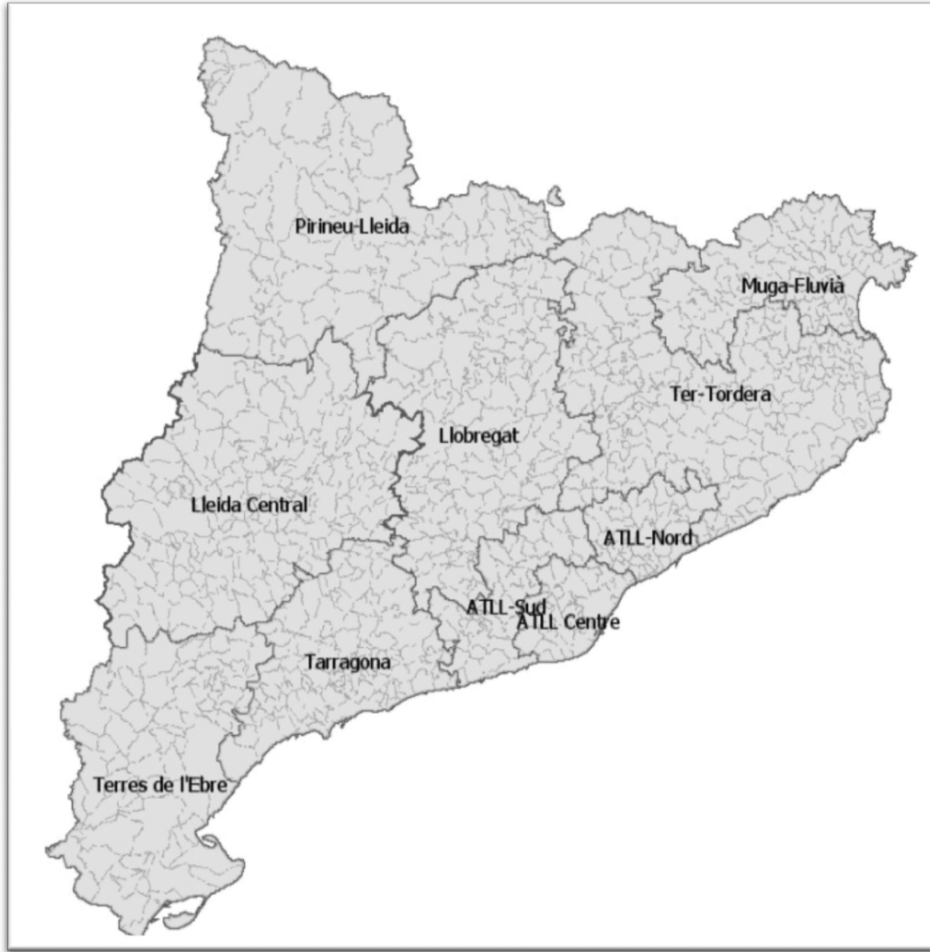 Pirineu-Lleida
Muga-Fluvià
Ter-Tordera
Llobregat
Lleida Central
ATLL-Nord
ATLL-Sud
ATLL Centre
Tarragona
Terres de l'Ebre